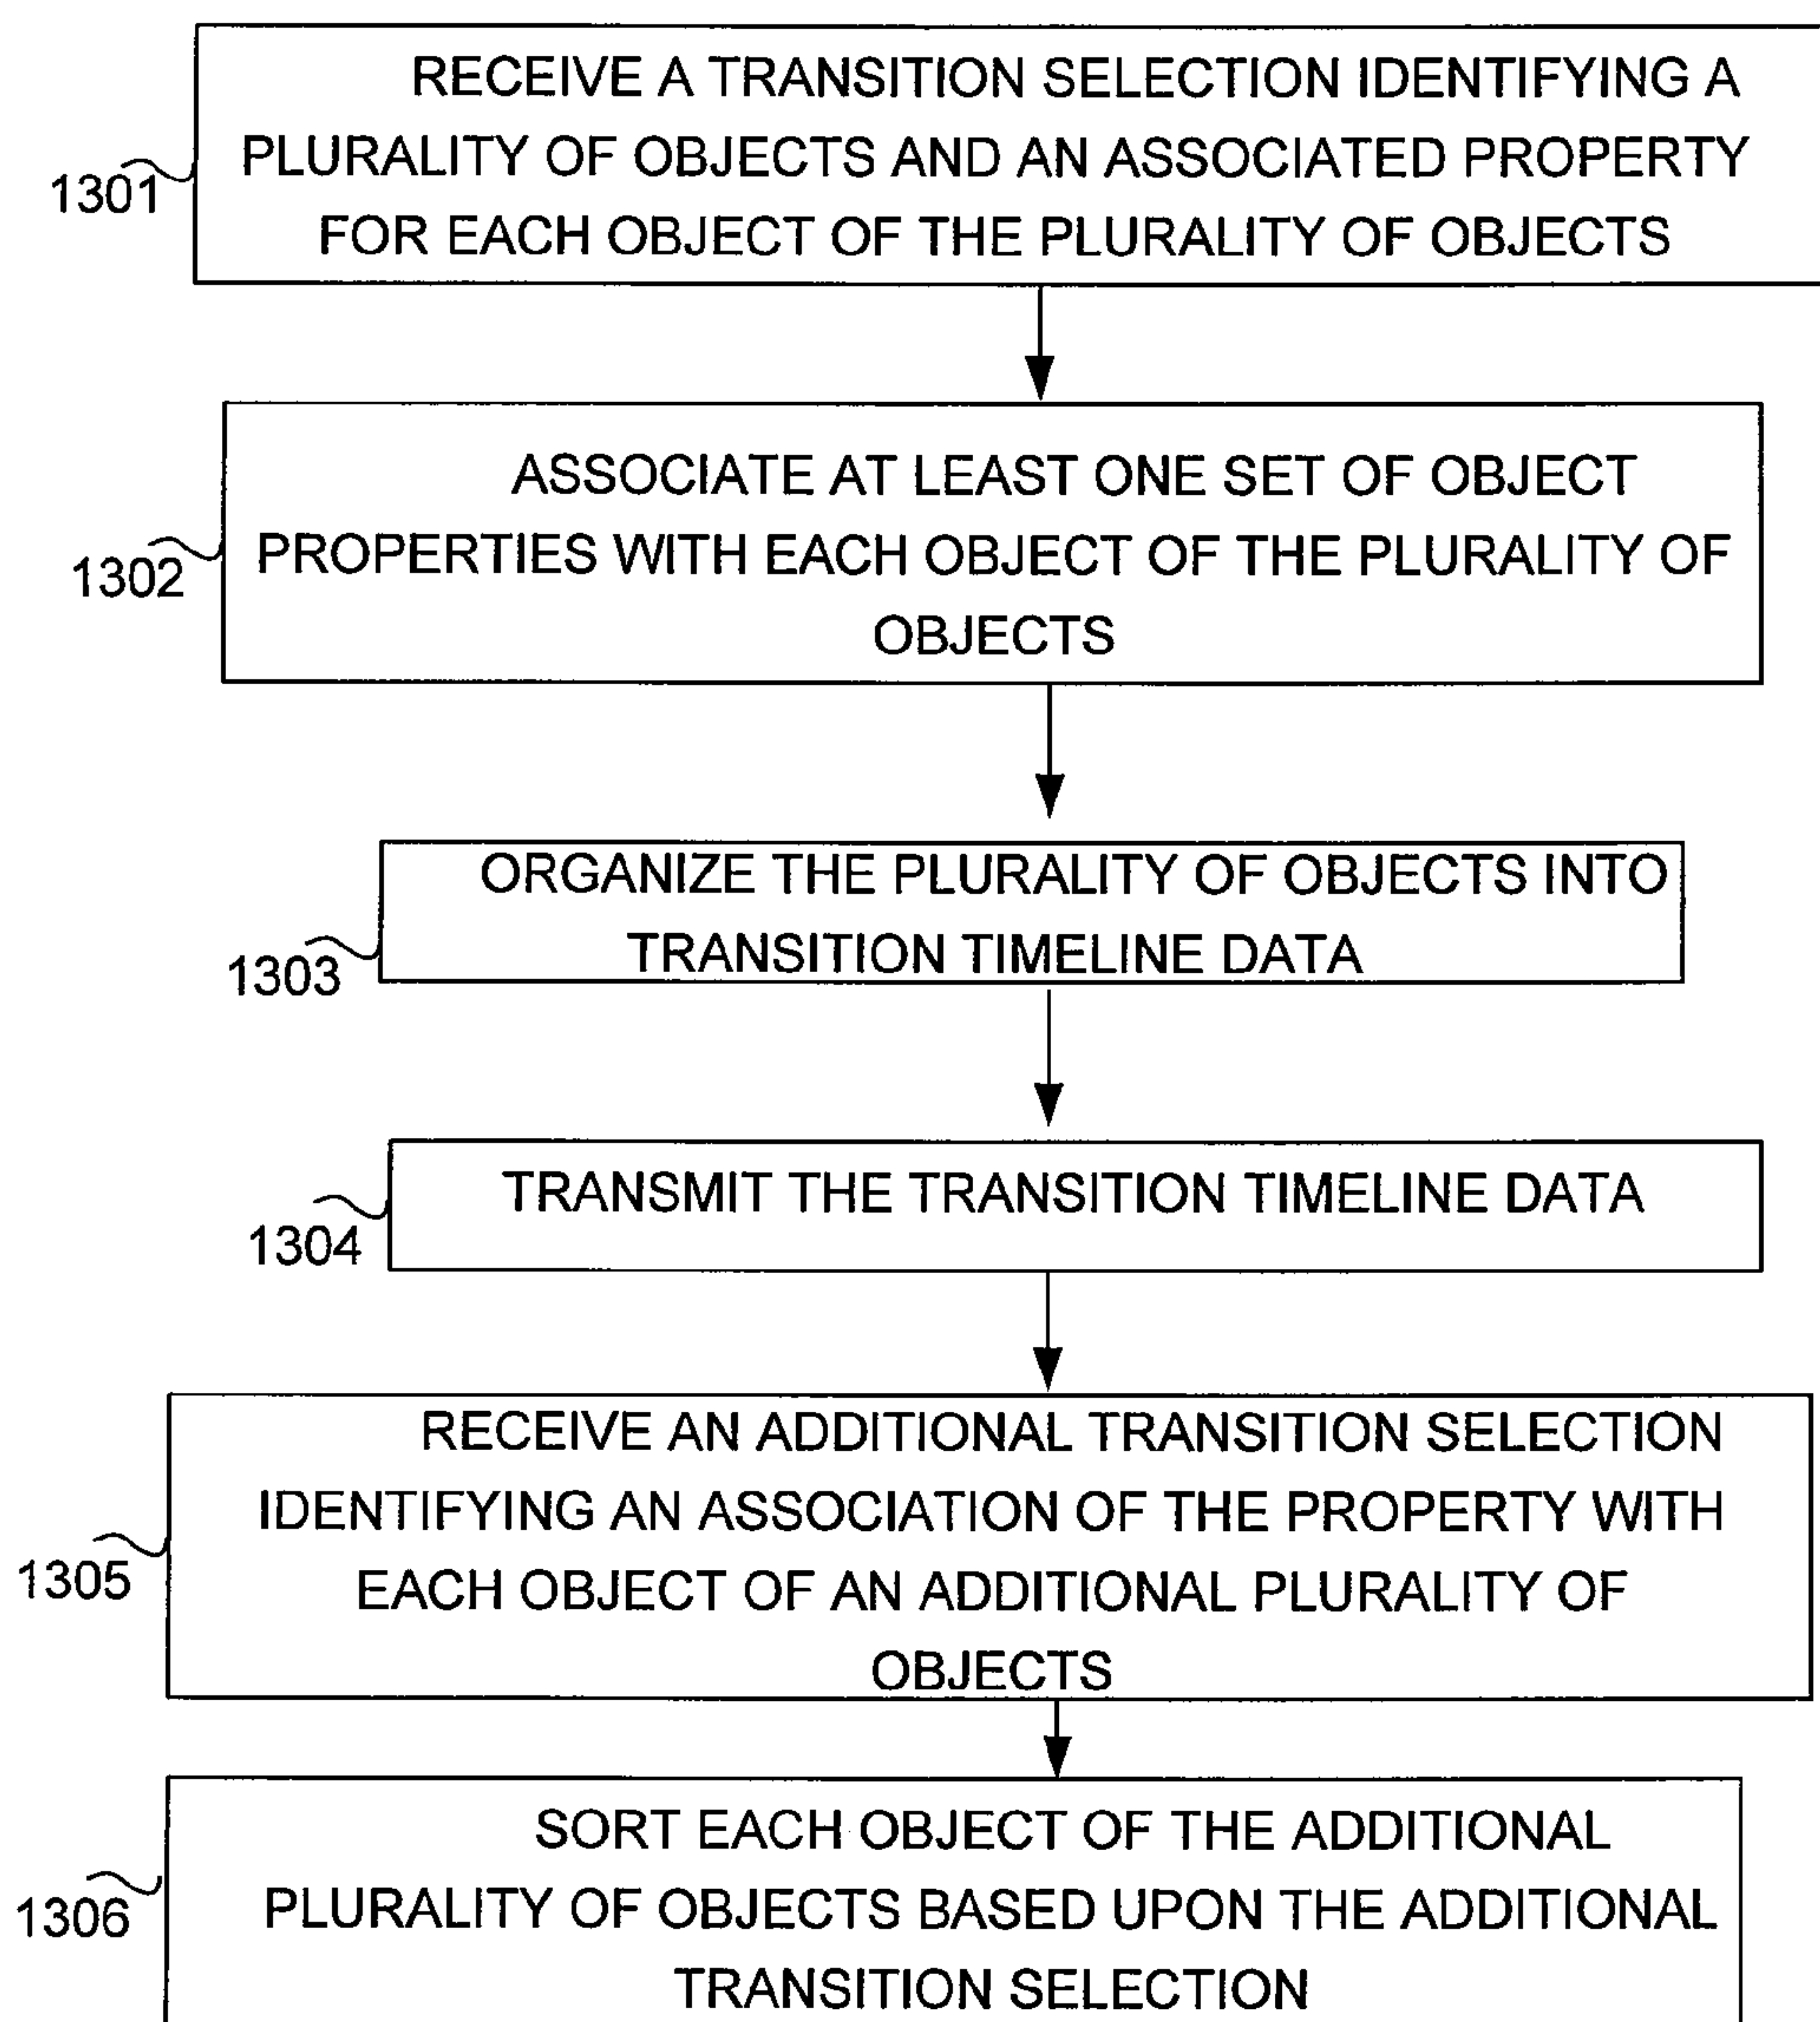 RECEIVE A TRANSITION SELECTION IDENTIFYING A
PLURALITY OF OBJECTS AND AN ASSOCIATED PROPERTY
FOR EACH OBJECT OF THE PLURALITY OF OBJECTS
1301
ASSOCIATE AT LEAST ONE SET OF OBJECT
PROPERTIES WITH EACH OBJECT OF THE PLURALITY OF
OBJECTS
1302
ORGANIZE THE PLURALITY OF OBJECTS INTO
TRANSITION TIMELINE DATA
1303
TRANSMIT THE TRANSITION TIMELINE DATA
1304
RECEIVE AN ADDITIONAL TRANSITION SELECTION
IDENTIFYING AN ASSOCIATION OF THE PROPERTY WITH
EACH OBJECT OF AN ADDITIONAL PLURALITY OF
OBJECTS
1305
SORT EACH OBJECT OF THE ADDITIONAL
PLURALITY OF OBJECTS BASED UPON THE ADDITIONAL
TRANSITION SELECTION
1306